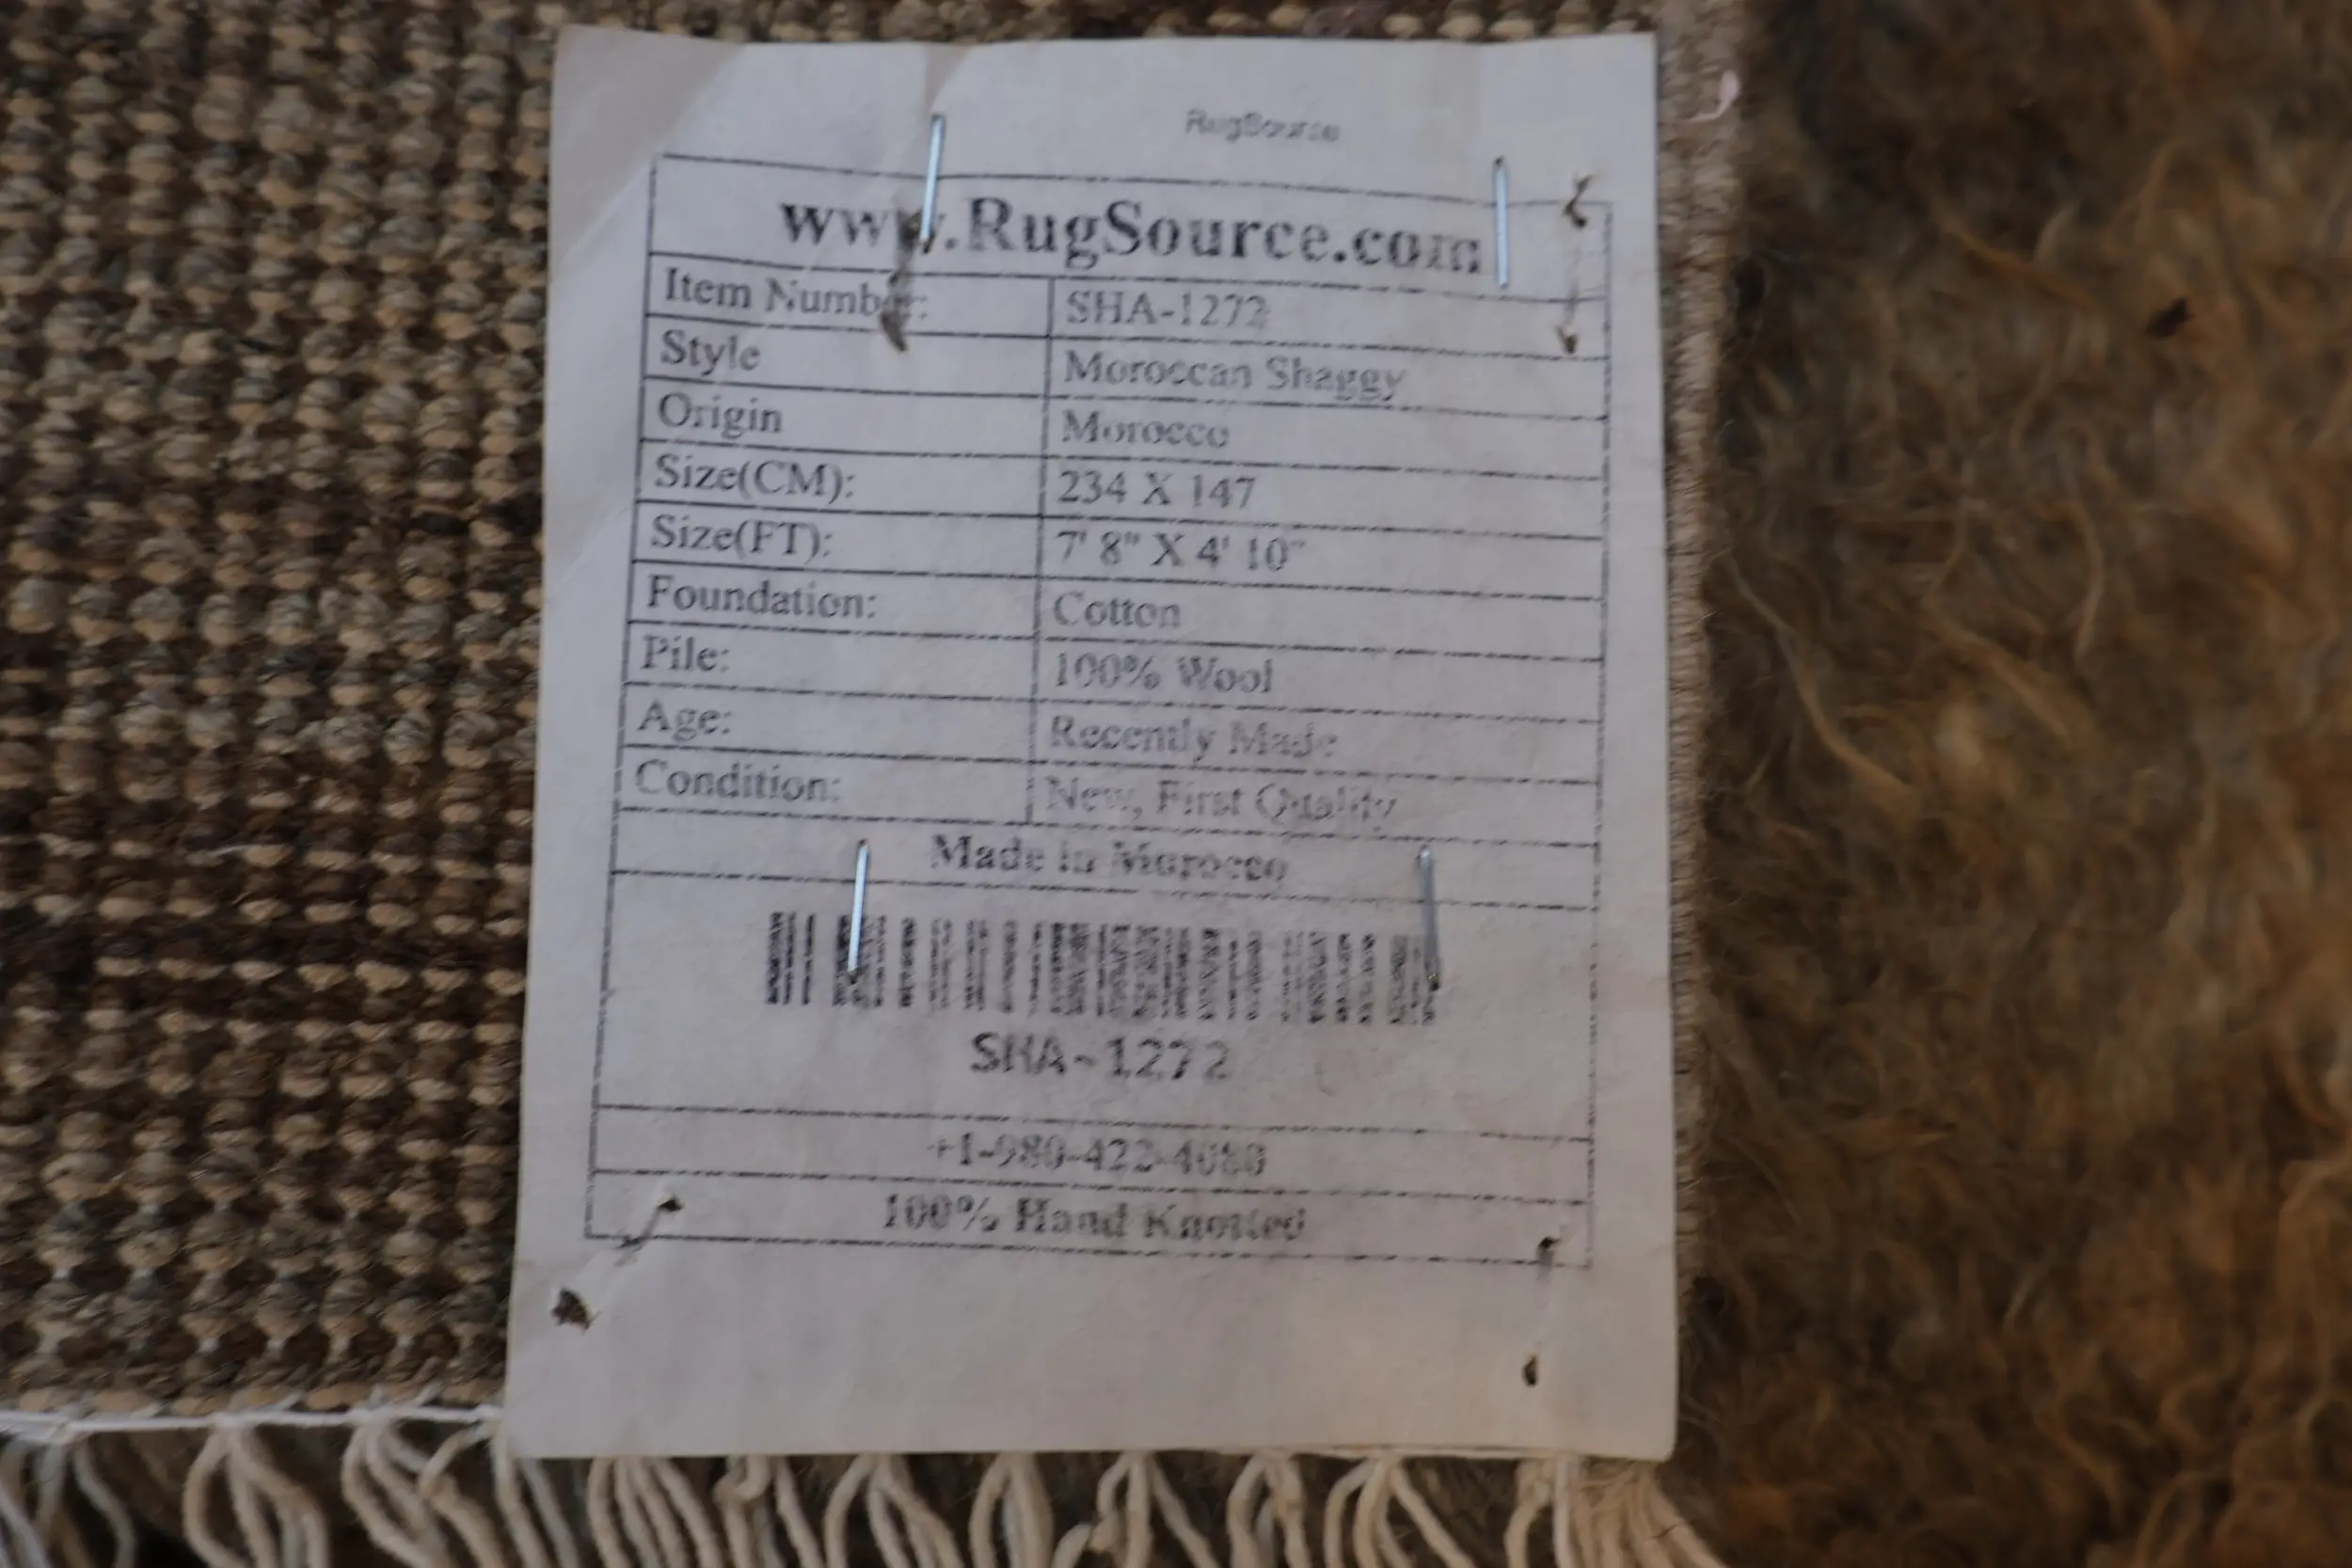 RugSource
www.RugSource.com
Item Number: SHA-1272
Style Moroccan Shaggy
Origin Morocco
Size(CM): 234 X 147
Size(FT): 7' 8" X 4' 10"
Foundation: Cotton
Pile: 100% Wool
Age: Recently Made
Condition: New, First Quality
Made in Morocco
SHA-1272
+1-980-422-4080
100% Hand Knotted